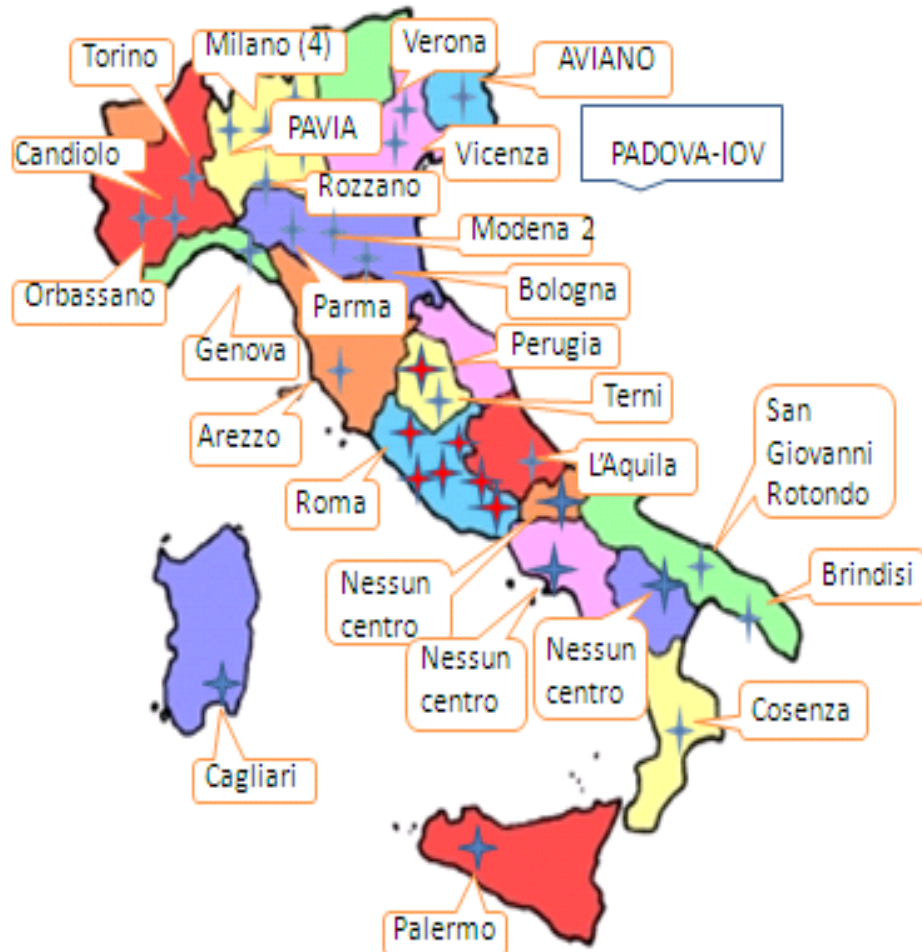 Milano (4)
Verona
AVIANO
Torino
PAVIA
PADOVA-IOV
Candiolo
Vicenza
Rozzano
Modena 2
Orbassano
Parma
Bologna
Genova
Perugia
Terni
Arezzo
San
Giovanni
Rotondo
L'Aquila
Roma
Nessun
centro
Brindisi
Nessun
centro
Nessun
centro
Cosenza
Cagliari
Palermo